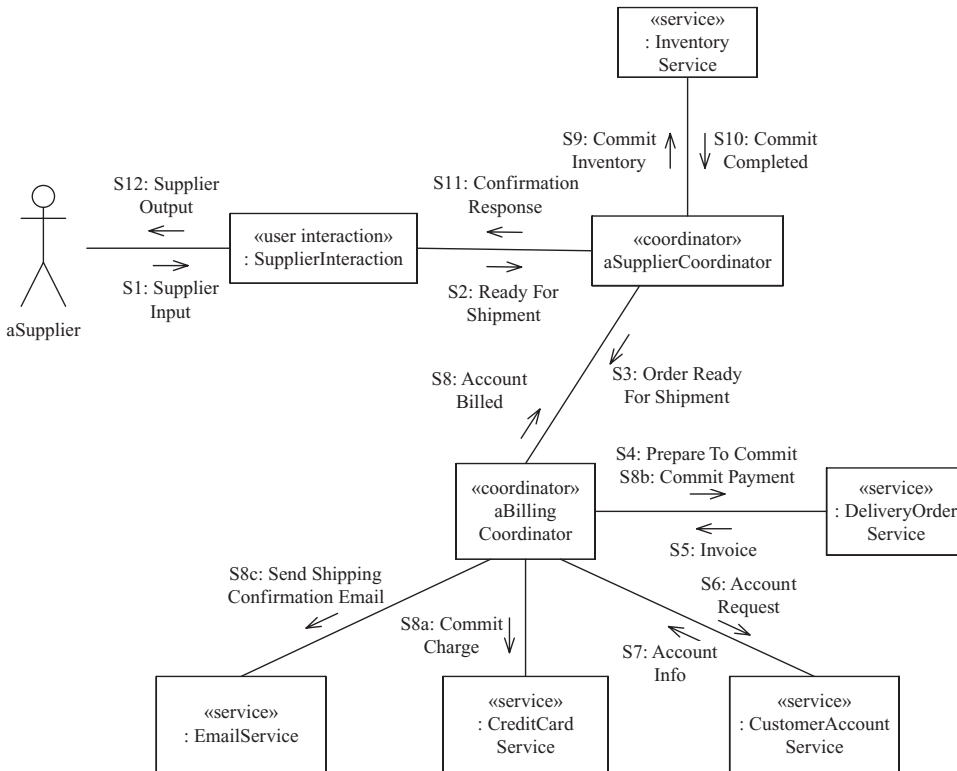 «service»
: Inventory
Service
S9: Commit
Inventory
S10: Commit
Completed
S12: Supplier
Output
S11: Confirmation
Response
«user interaction»
: SupplierInteraction
«coordinator»
aSupplierCoordinator
S1: Supplier
Input
S2: Ready For
Shipment
aSupplier
S8: Account
Billed
S3: Order Ready
For Shipment
S4: Prepare To Commit
S8b: Commit Payment
«coordinator»
aBilling
Coordinator
«service»
: DeliveryOrder
Service
S5: Invoice
S8c: Send Shipping
Confirmation Email
S8a: Commit
Charge
S6: Account
Request
S7: Account
Info
«service»
: EmailService
«service»
: CreditCard
Service
«service»
: CustomerAccount
Service